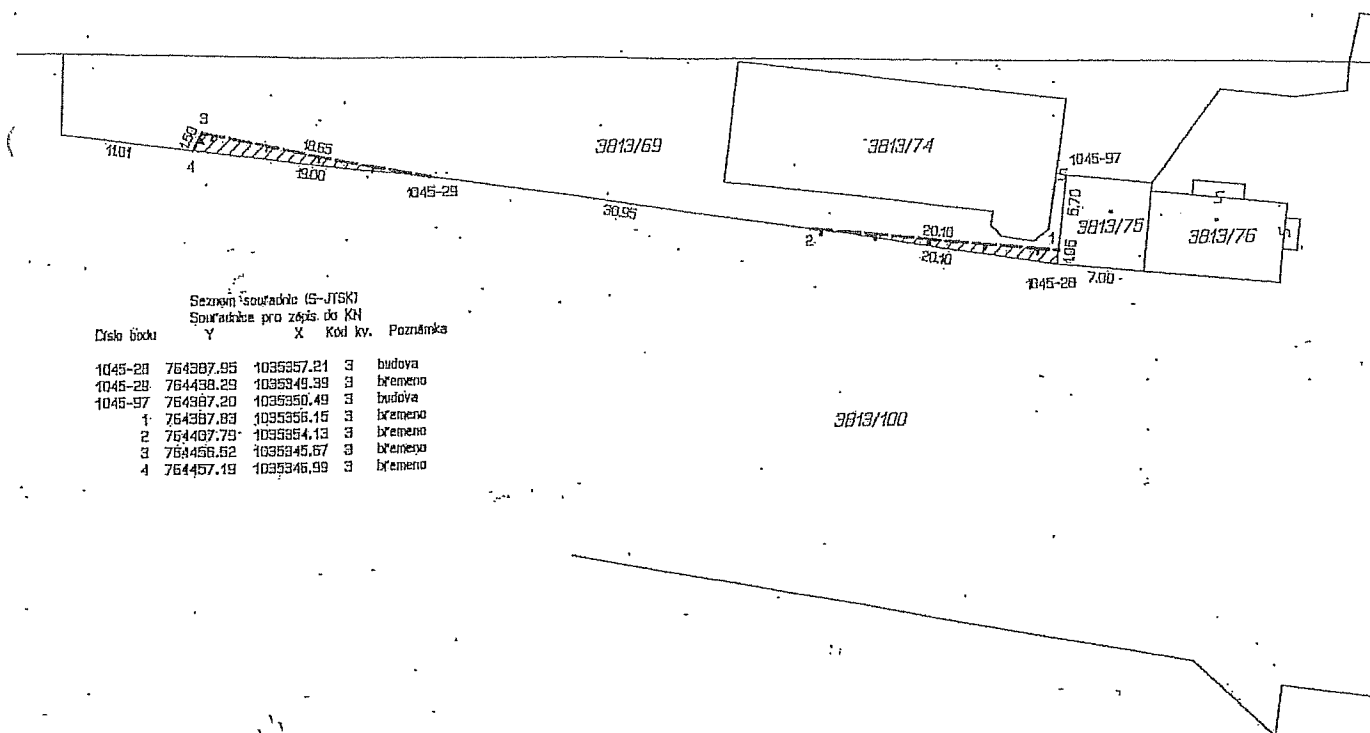 1045-97
3813/69
3813/74
3
1.50
18.65
11.01
4
19.00
1045-29
30.95
2
20.10
20.10
1
6.70
1.05
3813/75
3813/76
1045-28
7.00
Seznam souřadnic (S-JTSK)
Souřadnice pro zápis do KN
Číslo bodu Y X Kód kv. Poznámka
1045-28 764387.95 1035357.21 3 budova
1045-29 764438.29 1035349.39 3 břemeno
1045-97 764387.20 1035350.49 3 budova
1 764387.83 1035356.15 3 břemeno
2 764407.79 1035354.13 3 břemeno
3 764456.62 1035345.67 3 břemeno
4 764457.19 1035346.99 3 břemeno
3813/100